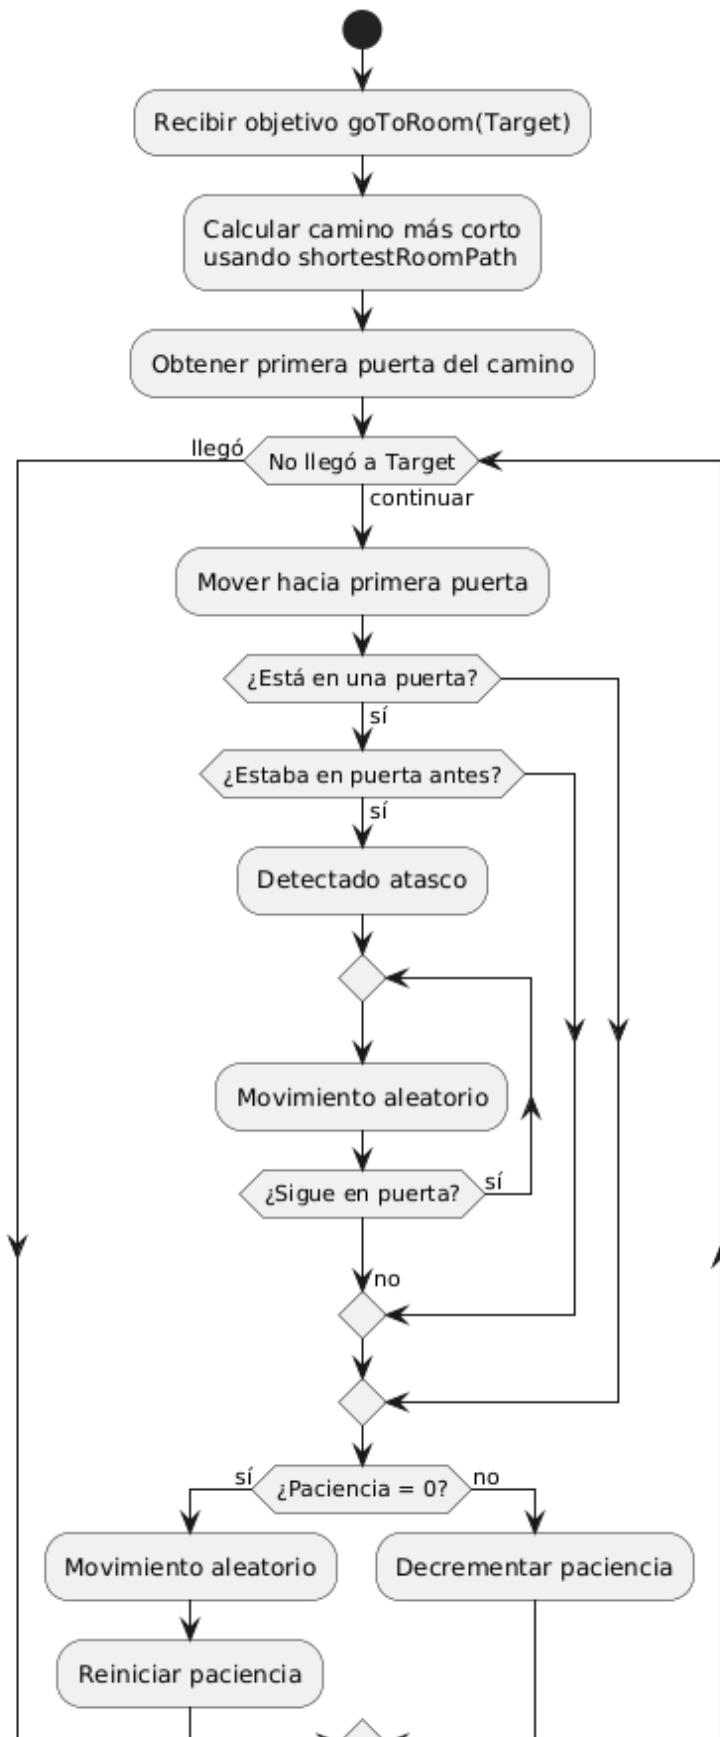 Recibir objetivo goToRoom(Target)
Calcular camino más corto
usando shortestRoomPath
Obtener primera puerta del camino
llegó
No llegó a Target
continuar
Mover hacia primera puerta
¿Está en una puerta?
sí
¿Estaba en puerta antes?
sí
Detectado atasco
Movimiento aleatorio
¿Sigue en puerta?
sí
no
sí
¿Paciencia = 0?
no
Movimiento aleatorio
Decrementar paciencia
Reiniciar paciencia